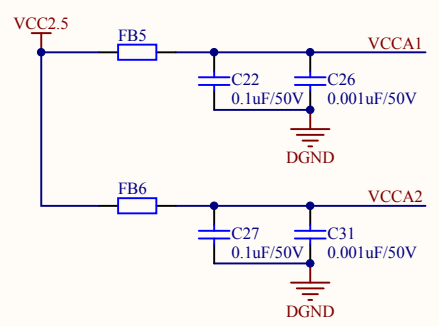 VCC2.5
FB5
VCCA1
C22
0.1uF/50V
C26
0.001uF/50V
DGND
FB6
VCCA2
C27
0.1uF/50V
C31
0.001uF/50V
DGND